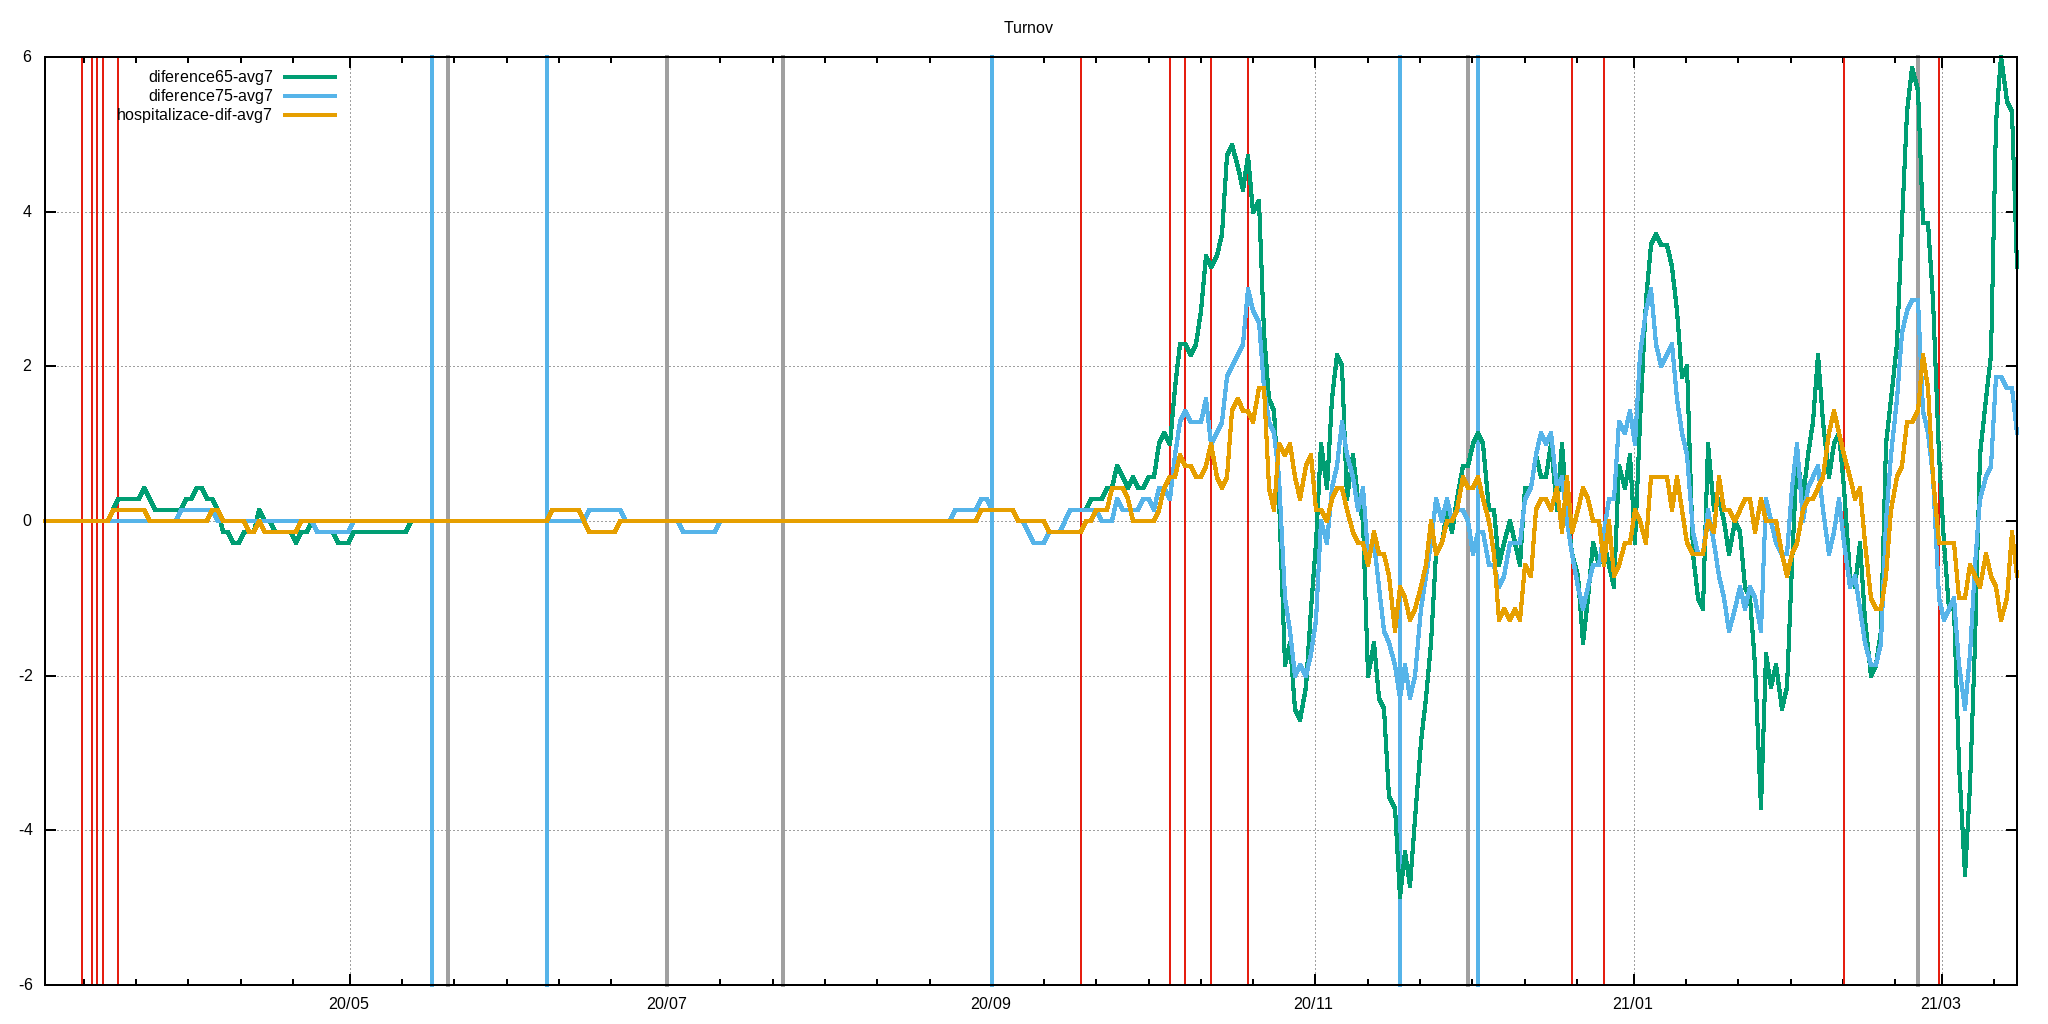 Turnov
6
diference65-avg7
diference75-avg7
hospitalizace-dif-avg7
4
2
0
-2
-4
-6
20/05 20/07 20/09 20/11 21/01 21/03